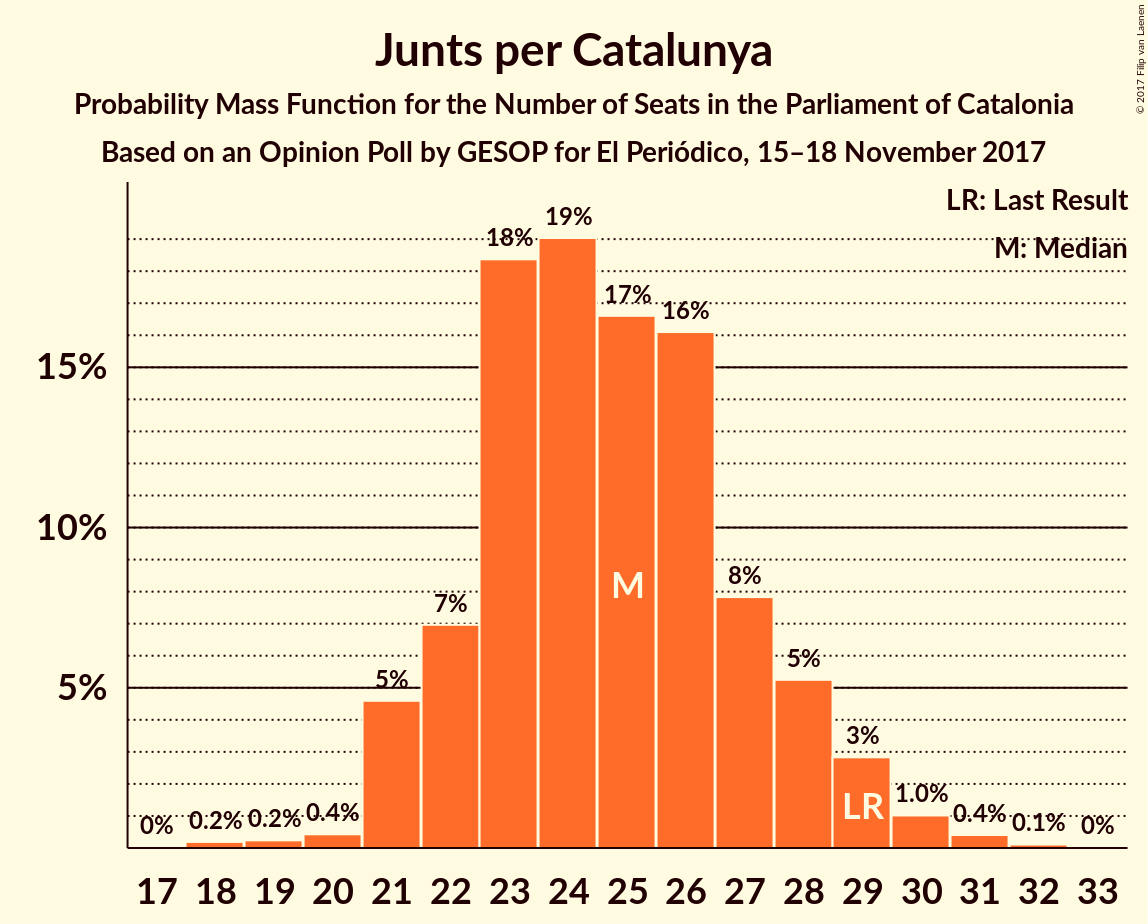 Junts per Catalunya
Probability Mass Function for the Number of Seats in the Parliament of Catalonia
Based on an Opinion Poll by GESOP for El Periódico, 15–18 November 2017
© 2017 Filip van Laenen
LR: Last Result
M: Median
15%
10%
5%
0%
0.2%
0.2%
0.4%
5%
7%
18%
19%
17%
16%
8%
5%
3%
1.0%
0.4%
0.1%
0%
M
LR
17 18 19 20 21 22 23 24 25 26 27 28 29 30 31 32 33